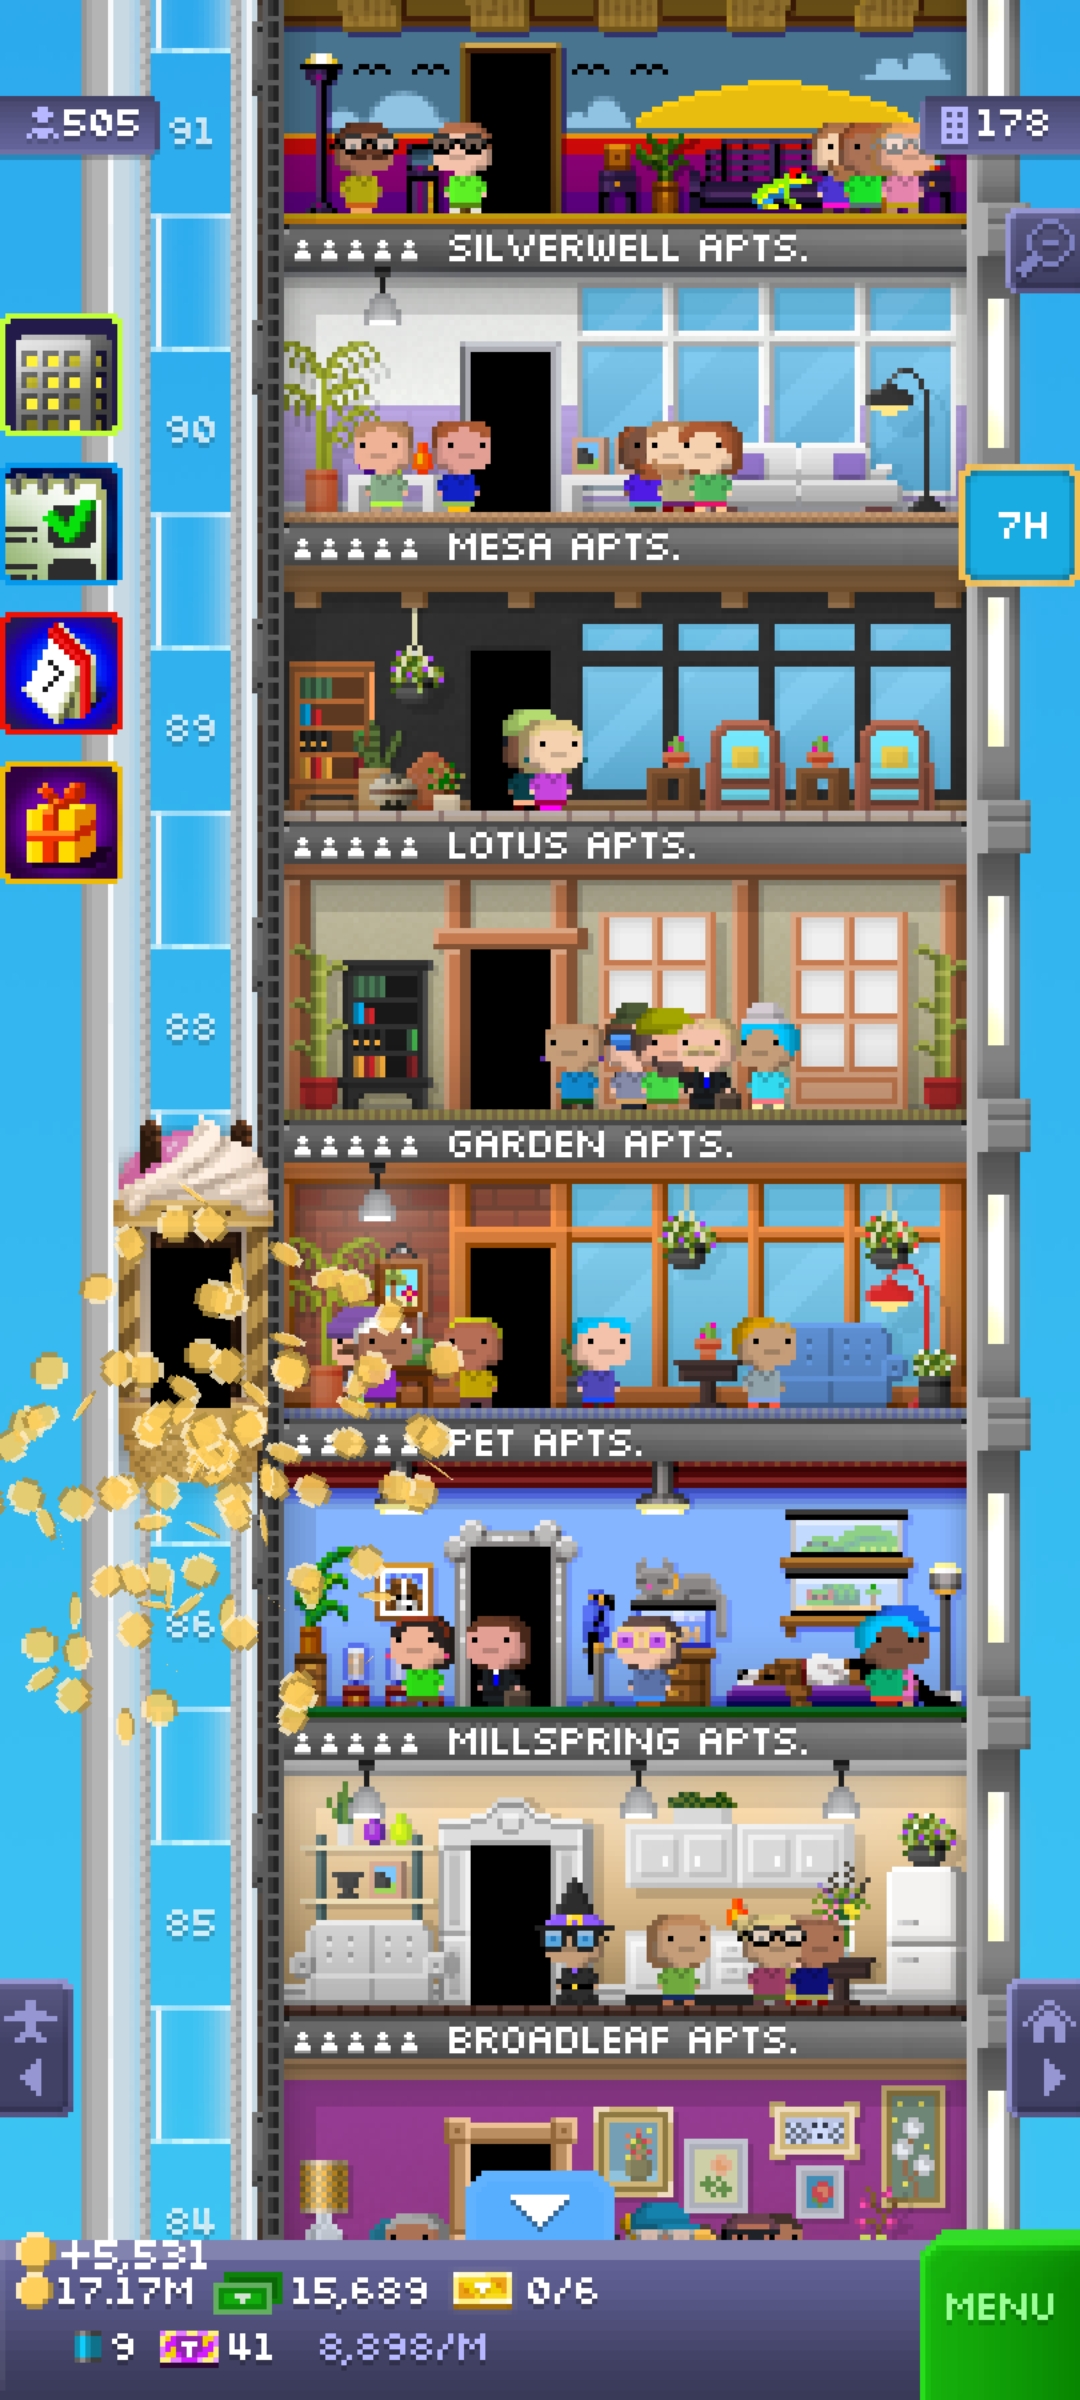 505
91
178
SILVERWELL APTS.
90
MESA APTS.
7H
7
89
LOTUS APTS.
88
GARDEN APTS.
PET APTS.
86
MILLSPRING APTS.
85
BROADLEAF APTS.
84
+5,531
17.17M 15,689 0/6
9 T 41 8,898/M
MENU